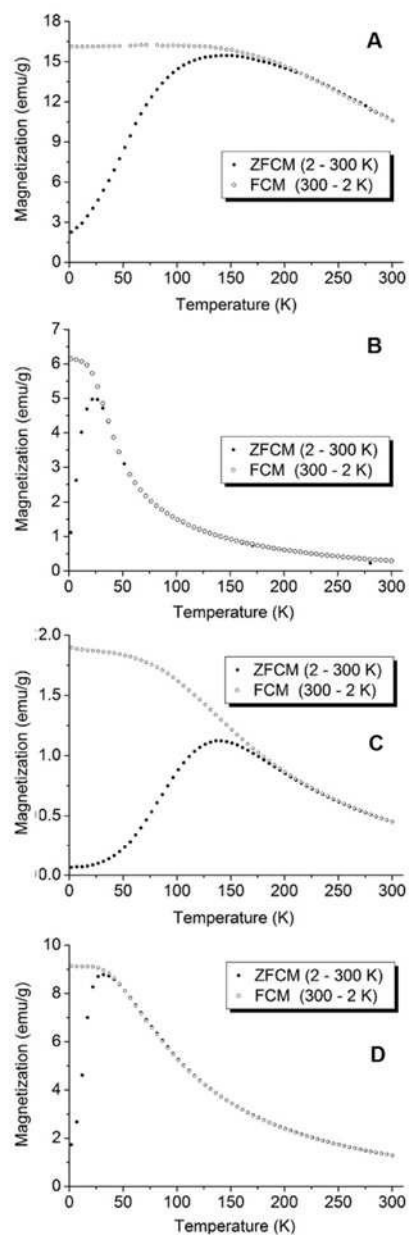 A
Magnetization (emu/g)
18
15
12
9
6
3
0
ZFCM (2 - 300 K)
FCM (300 - 2 K)
0 50 100 150 200 250 300
Temperature (K)
B
Magnetization (emu/g)
7
6
5
4
3
2
1
0
ZFCM (2 - 300 K)
FCM (300 - 2 K)
0 50 100 150 200 250 300
Temperature (K)
C
Magnetization (emu/g)
2.0
1.5
0.5
0.0
ZFCM (2 - 300 K)
FCM (300 - 2 K)
0 50 100 150 200 250 300
Temperature (K)
D
Magnetization (emu/g)
10
8
6
4
2
0
ZFCM (2 - 300 K)
FCM (300 - 2 K)
0 50 100 150 200 250 300
Temperature (K)